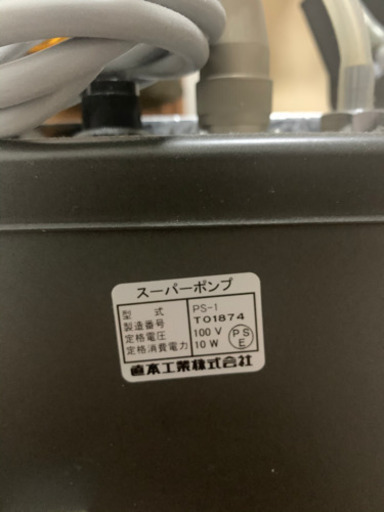 スーパーポンプ
型 式 PS-1
製造番号 T01874
定格電圧 100 V
定格消費電力 10 W
PS
E
直本工業株式会社